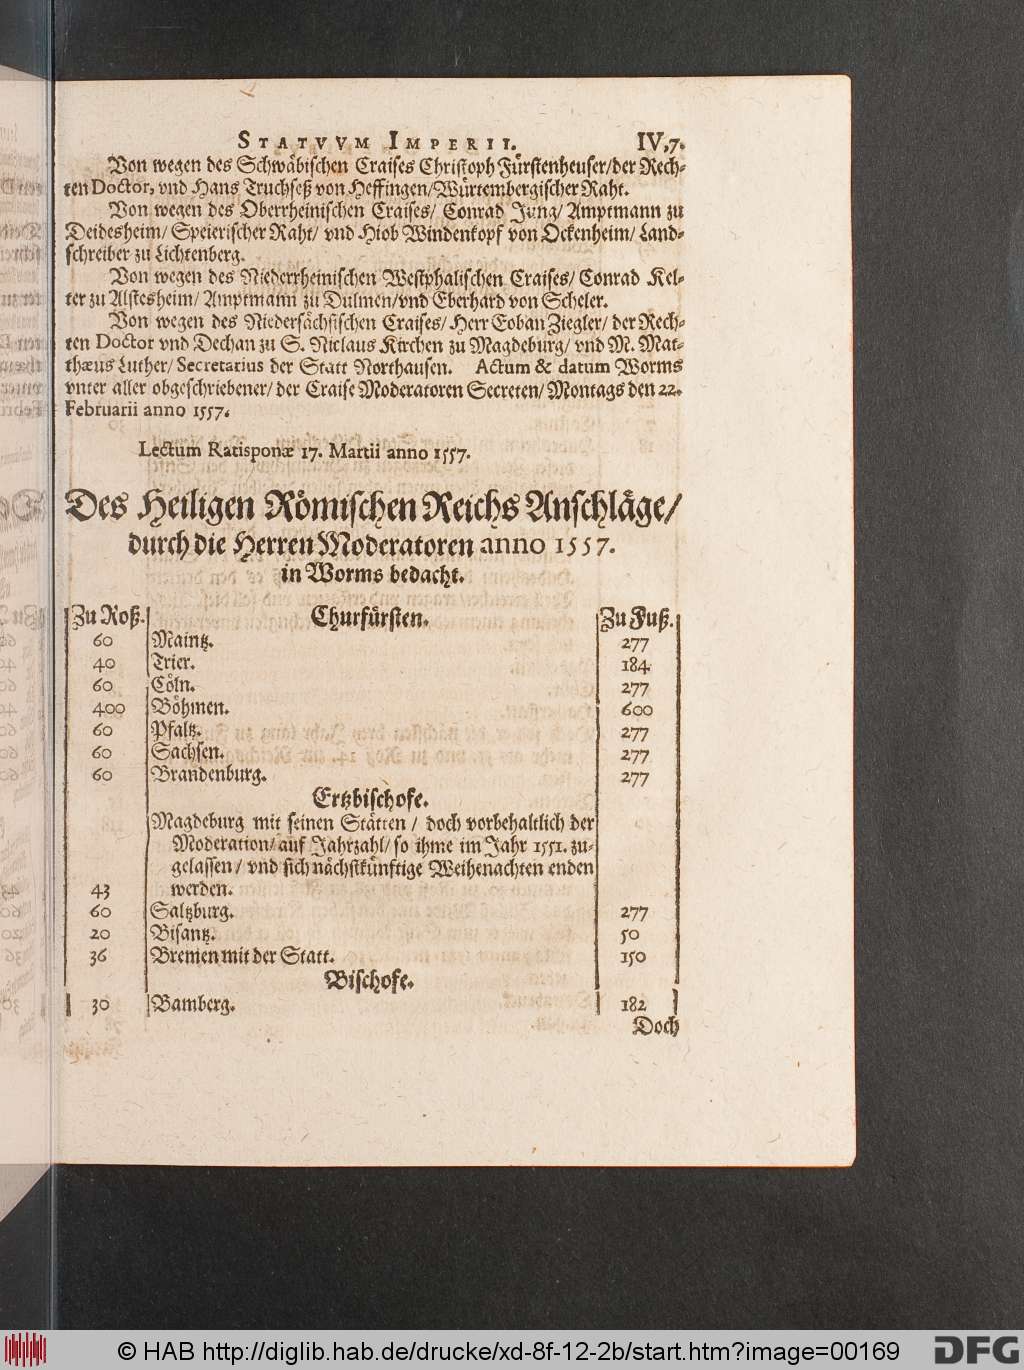 STATVVM IMPERII. IV,7.
Von wegen des Schwäbischen Craises Christoph Fürstenheuser/der Rech-
ten Doctor, vnd Hans Truchseß von Heffingen/Würtembergischer Raht.
Von wegen des Oberrheinischen Craises/ Conrad Jung/ Amptmann zu
Deidesheim/ Speierischer Raht/ vnd Hiob Windenkopf von Ockenheim/ Land-
schreiber zu Lichtenberg.
Von wegen des Niederrheinischen Westphalischen Craises/ Conrad Kel-
ter zu Alstesheim/ Amptmann zu Dulmen/vnd Eberhard von Scheler.
Von wegen des Niedersächsischen Craises/ Herr Eoban Ziegler/ der Rech-
ten Doctor vnd Dechan zu S. Niclaus Kirchen zu Magdeburg/ vnd M. Mat-
thæus Luther/ Secretarius der Statt Northausen. Actum & datum Worms
vnter aller obgeschriebener/ der Craise Moderatoren Secreten/ Montags den 22.
Februarii anno 1557.
Lectum Ratisponæ 17. Martii anno 1557.
Des Heiligen Römischen Reichs Anschläge/
durch die Herren Moderatoren anno 1557.
in Worms bedacht.
Zu Roß. Churfürsten. Zu Fuß.
60 Maintz. 277
40 Trier. 184
60 Cöln. 277
400 Böhmen. 600
60 Pfaltz. 277
60 Sachsen. 277
60 Brandenburg. 277
Ertzbischofe.
Magdeburg mit seinen Stätten / doch vorbehaltlich der
Moderation/ auf Jahrzahl/ so ihme im Jahr 1551. zu-
gelassen/ vnd sich nächstkünftige Weihenachten enden
43 werden.
60 Saltzburg. 277
20 Bisantz. 50
36 Bremen mit der Statt. 150
Bischofe.
30 Bamberg. 182
Doch
© HAB http://diglib.hab.de/drucke/xd-8f-12-2b/start.htm?image=00169 DFG